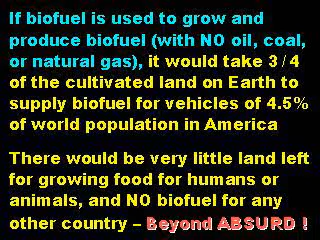 If biofuel is used to grow and
produce biofuel (with NO oil, coal,
or natural gas), it would take 3/4
of the cultivated land on Earth to
supply biofuel for vehicles of 4.5%
of world population in America
There would be very little land left
for growing food for humans or
animals, and NO biofuel for any
other country – Beyond ABSURD !